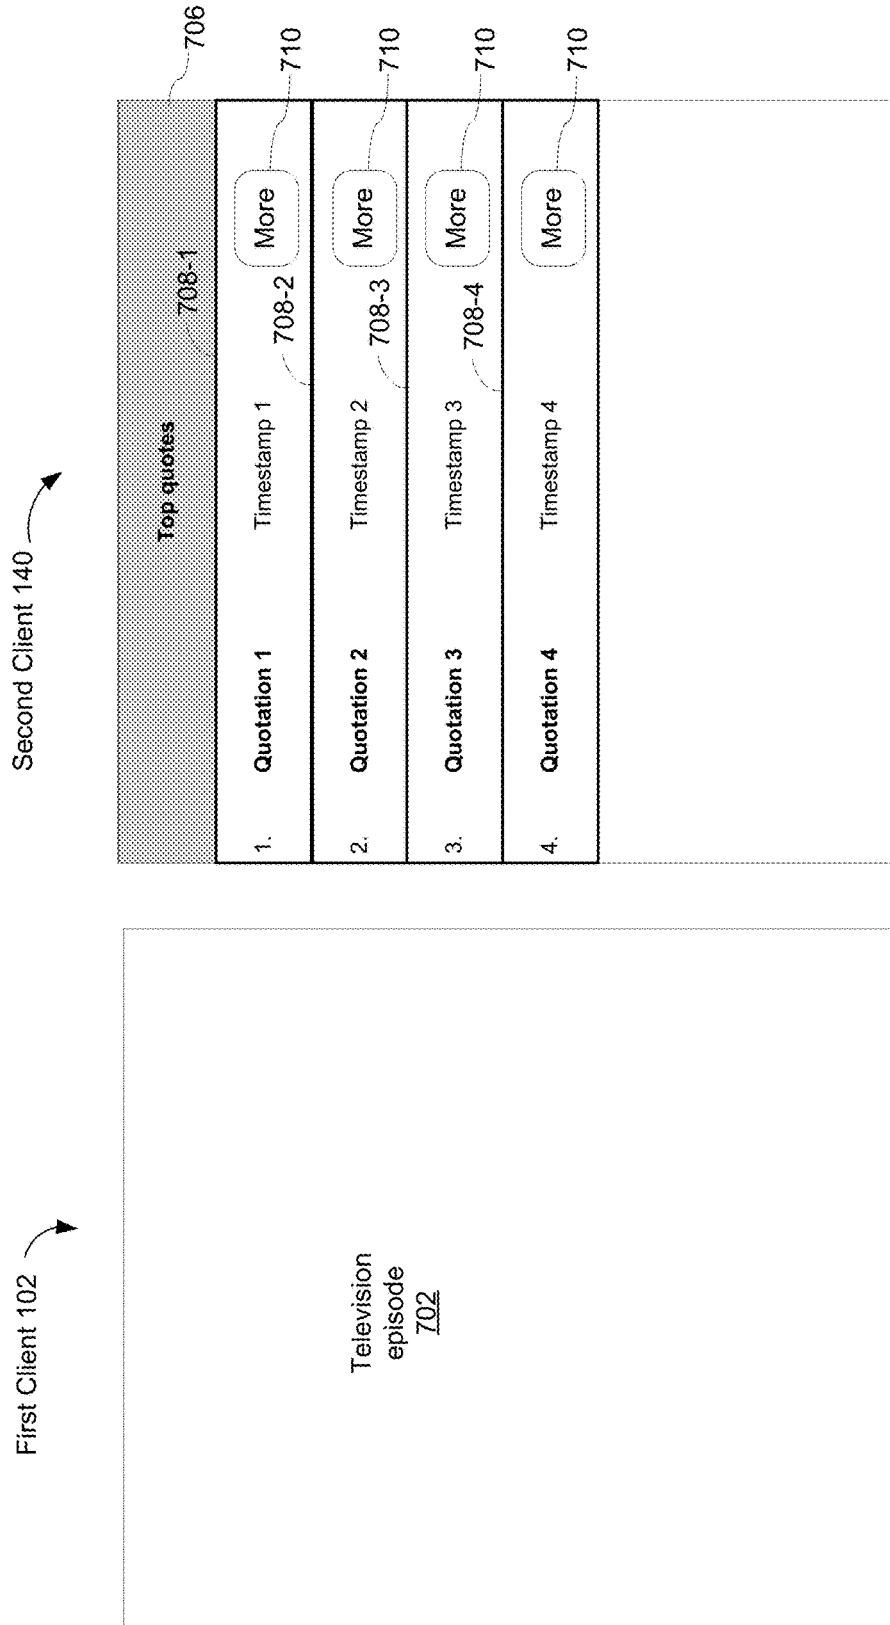 First Client 102
Television
episode
702
Second Client 140
706
Top quotes
708-1
1. Quotation 1 Timestamp 1 More
710
708-2
2. Quotation 2 Timestamp 2 More
710
708-3
3. Quotation 3 Timestamp 3 More
710
708-4
4. Quotation 4 Timestamp 4 More
710